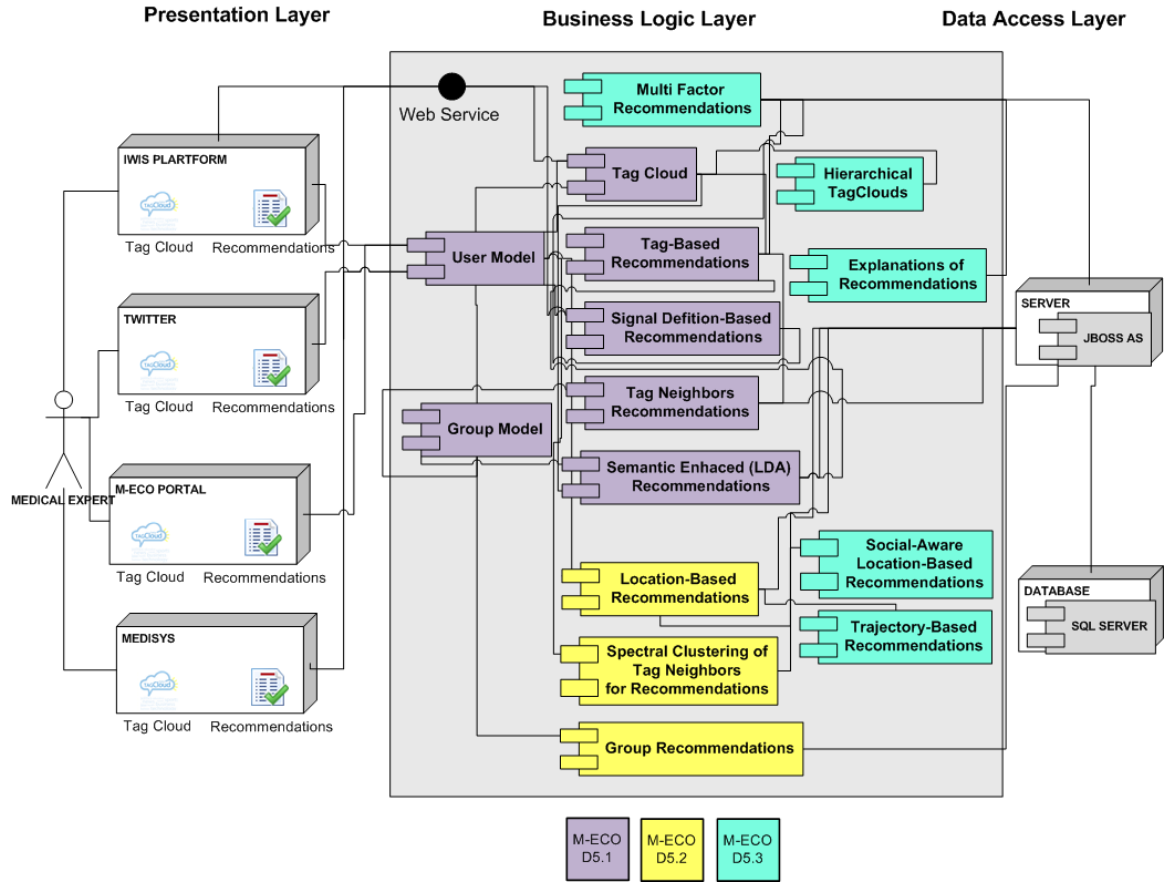 Presentation Layer
Business Logic Layer
Data Access Layer
Web Service
Multi Factor
Recommendations
IWIS PLARTFORM
TAGCloud
Tag Cloud
Recommendations
Tag Cloud
Hierarchical
TagClouds
User Model
Tag-Based
Recommendations
Explanations of
Recommendations
TWITTER
TAGCloud
Tag Cloud
Recommendations
Signal Defition-Based
Recommendations
SERVER
JBOSS AS
Tag Neighbors
Recommendations
Group Model
MEDICAL EXPERT
Semantic Enhaced (LDA)
Recommendations
M-ECO PORTAL
TAGCloud
Tag Cloud
Recommendations
Social-Aware
Location-Based
Recommendations
Location-Based
Recommendations
DATABASE
SQL SERVER
Trajectory-Based
Recommendations
MEDISYS
TAGCloud
Tag Cloud
Recommendations
Spectral Clustering of
Tag Neighbors
for Recommendations
Group Recommendations
M-ECO
D5.1
M-ECO
D5.2
M-ECO
D5.3